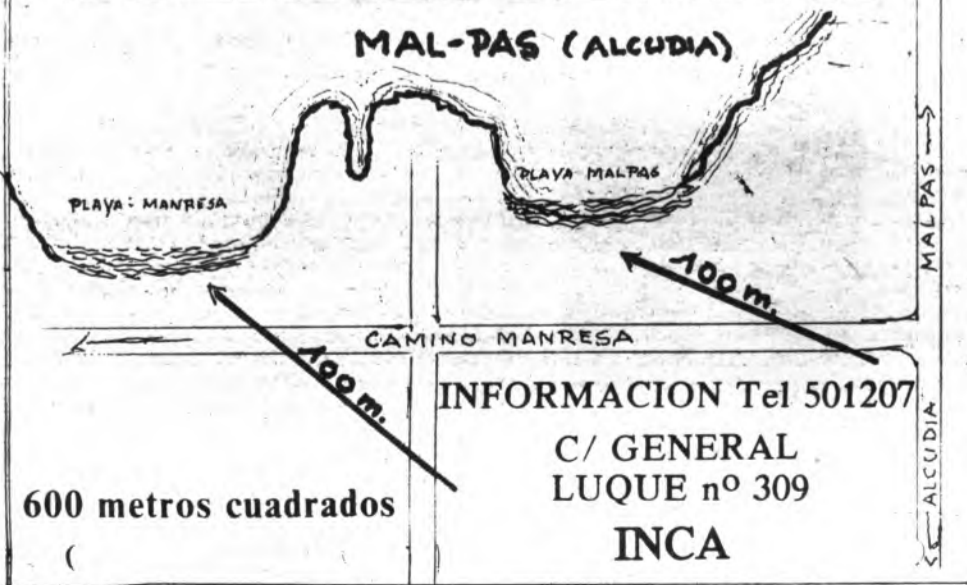 MAL-PAS (ALCUDIA)
PLAYA: MANRESA
PLAYA MALPAS
MALPAS
100 m.
CAMINO MANRESA
100 m.
INFORMACION Tel 501207
C/ GENERAL
LUQUE nº 309
INCA
600 metros cuadrados
(
ALCUDIA